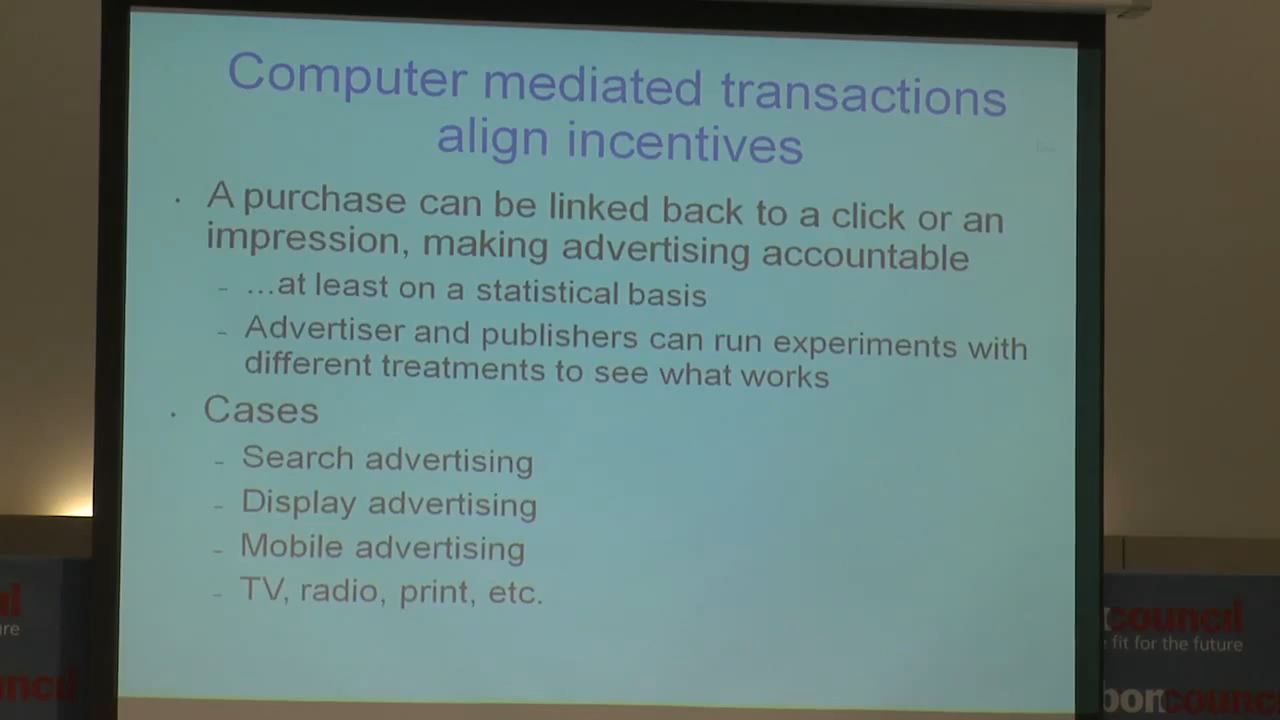 Computer mediated transactions
align incentives
· A purchase can be linked back to a click or an
impression, making advertising accountable
- ...at least on a statistical basis
- Advertiser and publishers can run experiments with
different treatments to see what works
· Cases
- Search advertising
- Display advertising
- Mobile advertising
- TV, radio, print, etc.
council
fit for the future